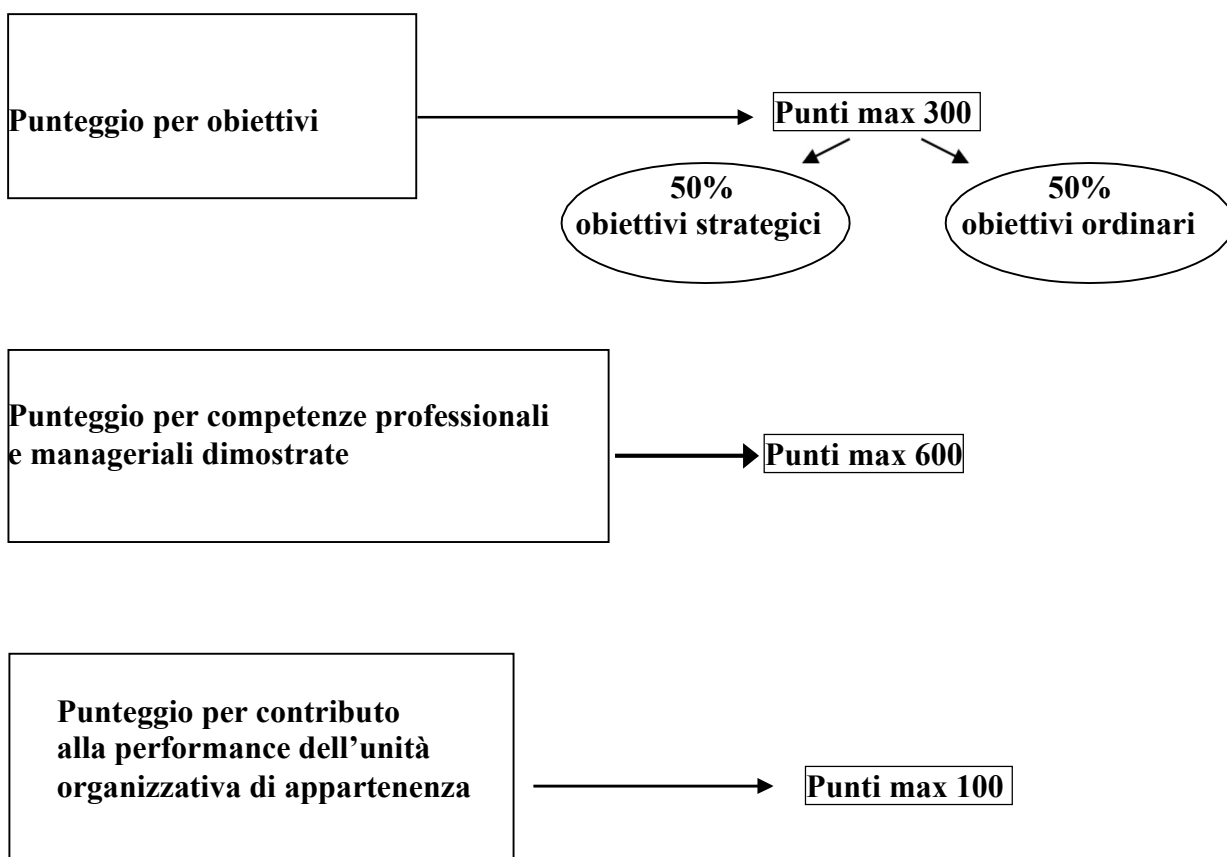 Punteggio per obiettivi
Punti max 300
50%
obiettivi strategici
50%
obiettivi ordinari
Punteggio per competenze professionali
e manageriali dimostrate
Punti max 600
Punteggio per contributo
alla performance dell’unità
organizzativa di appartenenza
Punti max 100